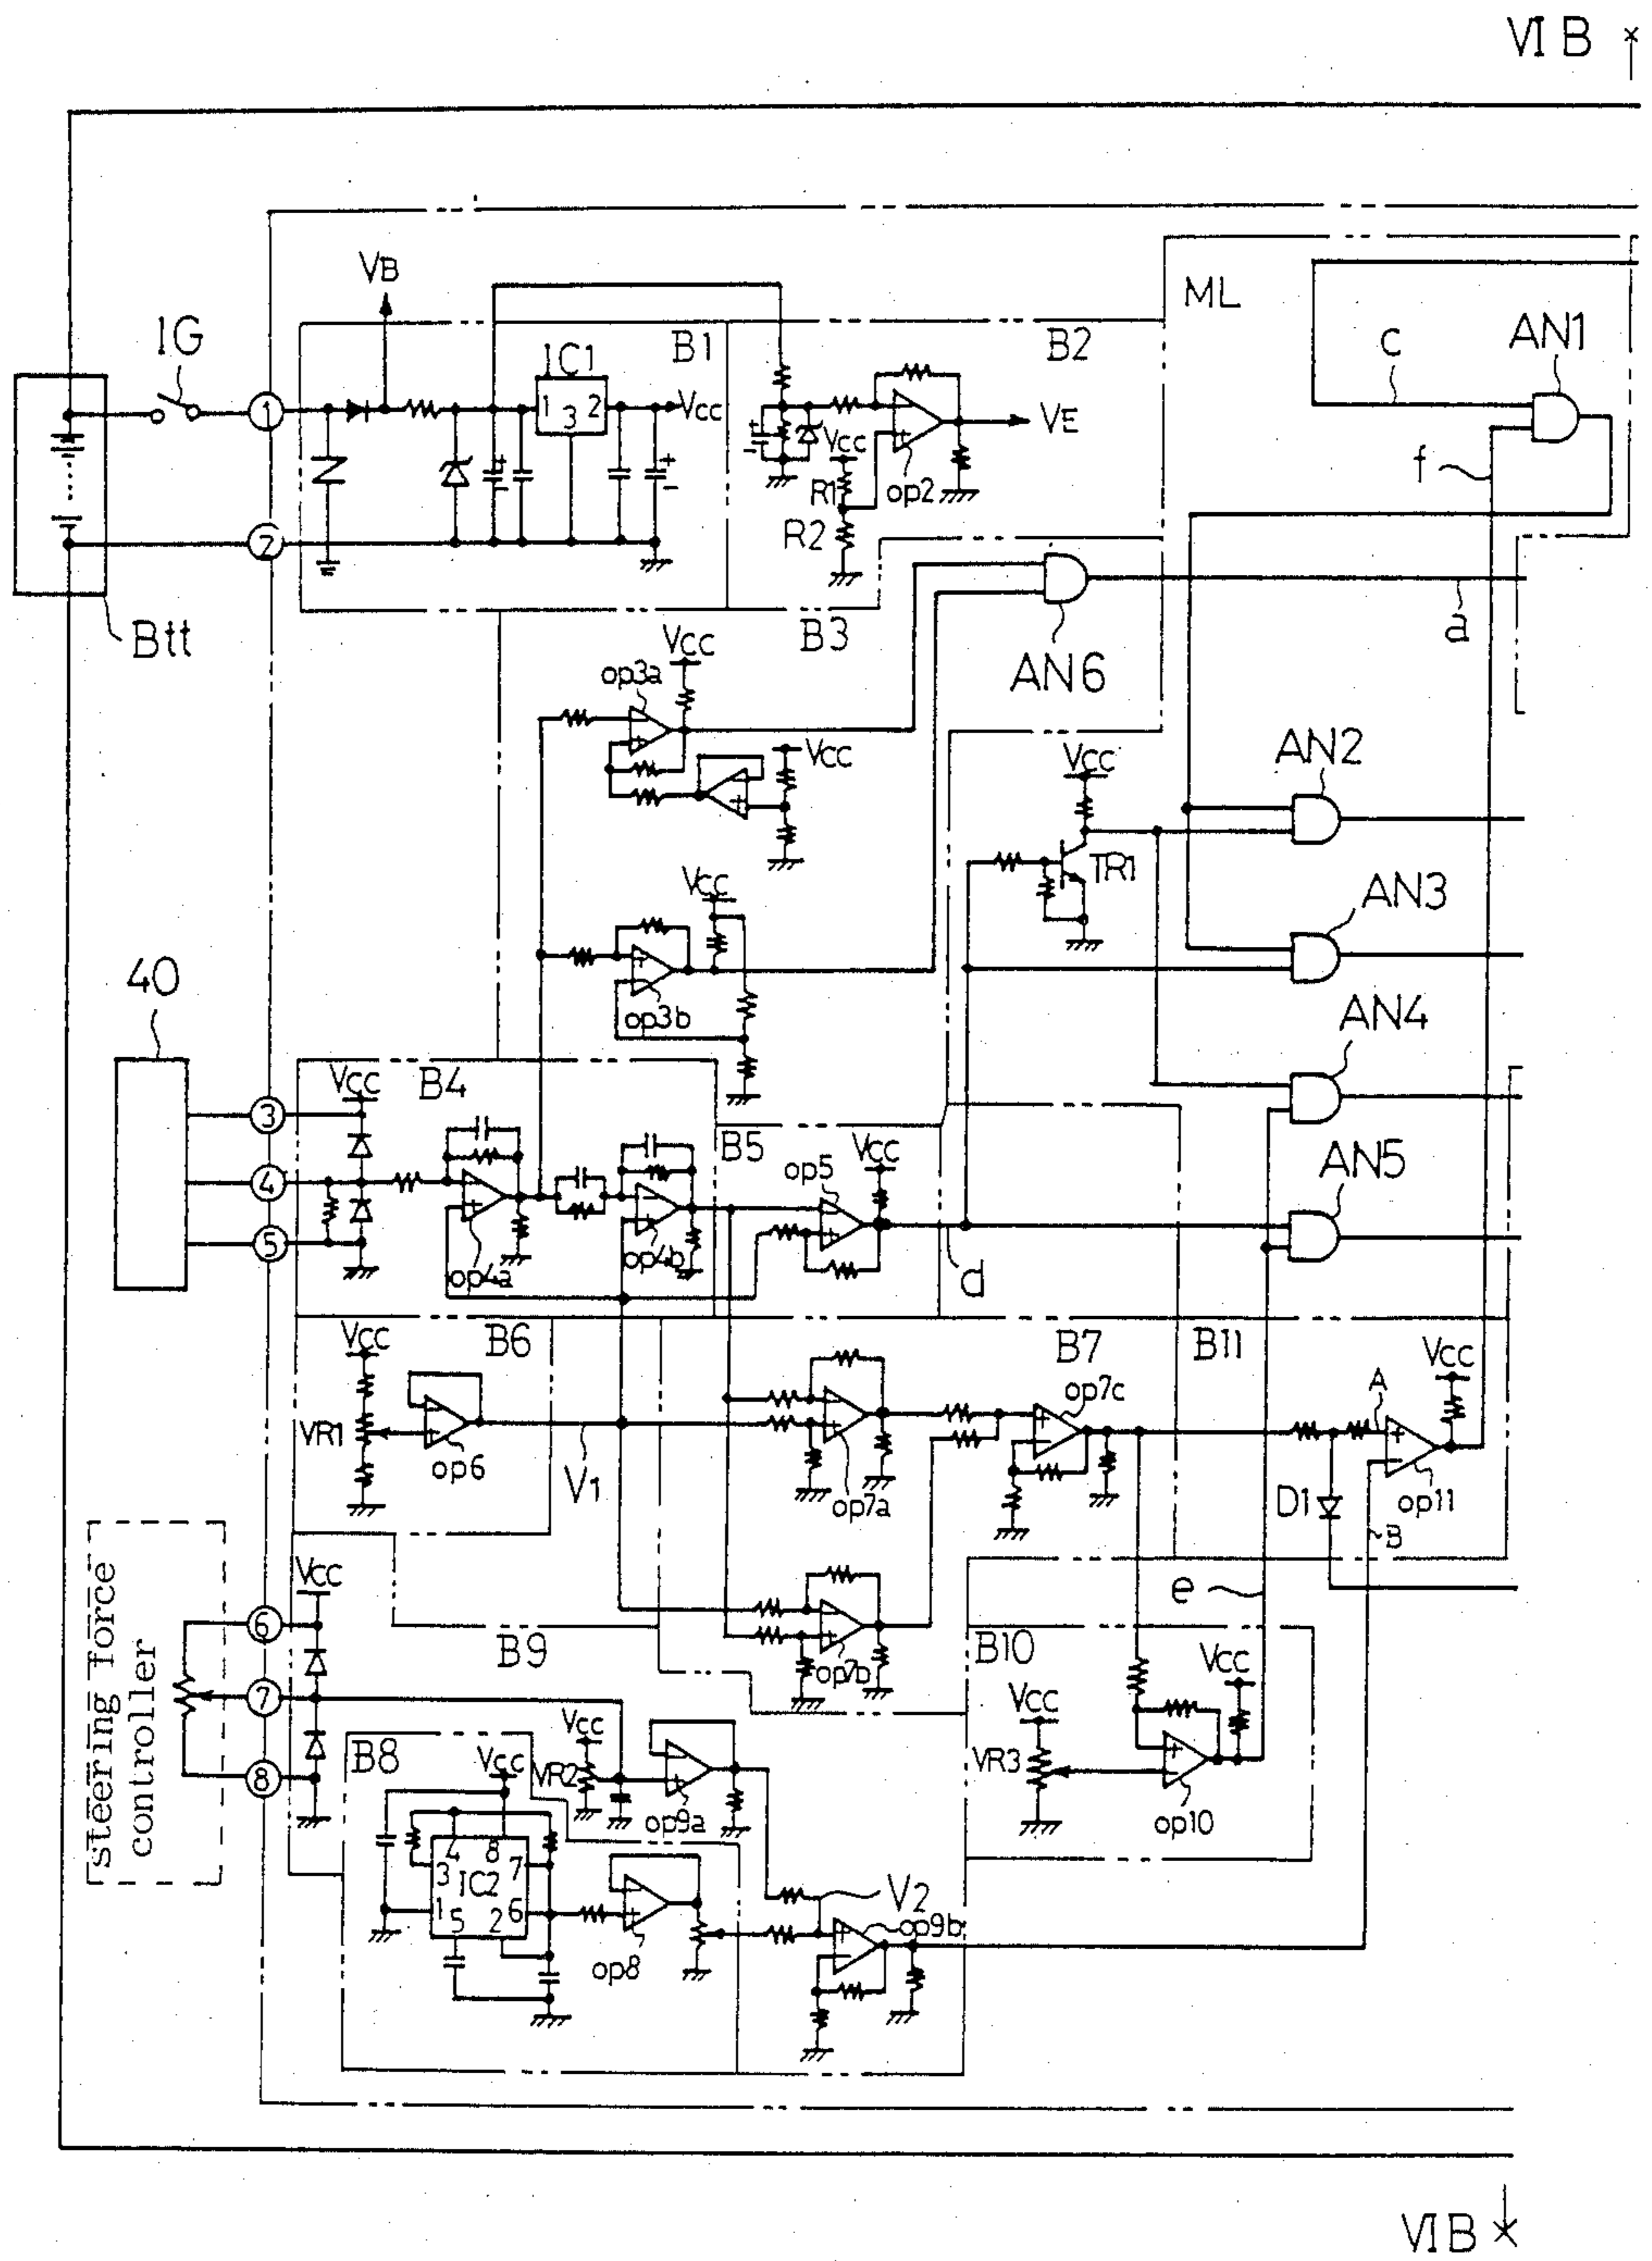 VI B
VB
ML
IG
IC1
B1
B2
AN1
C
1
1
3
2
Vcc
VE
Vcc
f
R1
op2
R2
2
Btt
B3
a
AN6
Vcc
op3a
Vcc
AN2
Vcc
TR1
Vcc
AN3
40
op3b
AN4
Vcc
B4
3
B5
Vcc
AN5
op5
4
5
op4a
op4b
d
Vcc
B6
B7
B11
Vcc
op7c
A
VR1
op6
V1
op7a
D1
op11
B
Vcc
e
steering force
controller
6
B9
op7b
B10
Vcc
7
Vcc
Vcc
B8
Vcc
VR2
VR3
8
op9a
op10
4
8
3
IC2
7
1
5
2
6
V2
op9b
op8
VI B